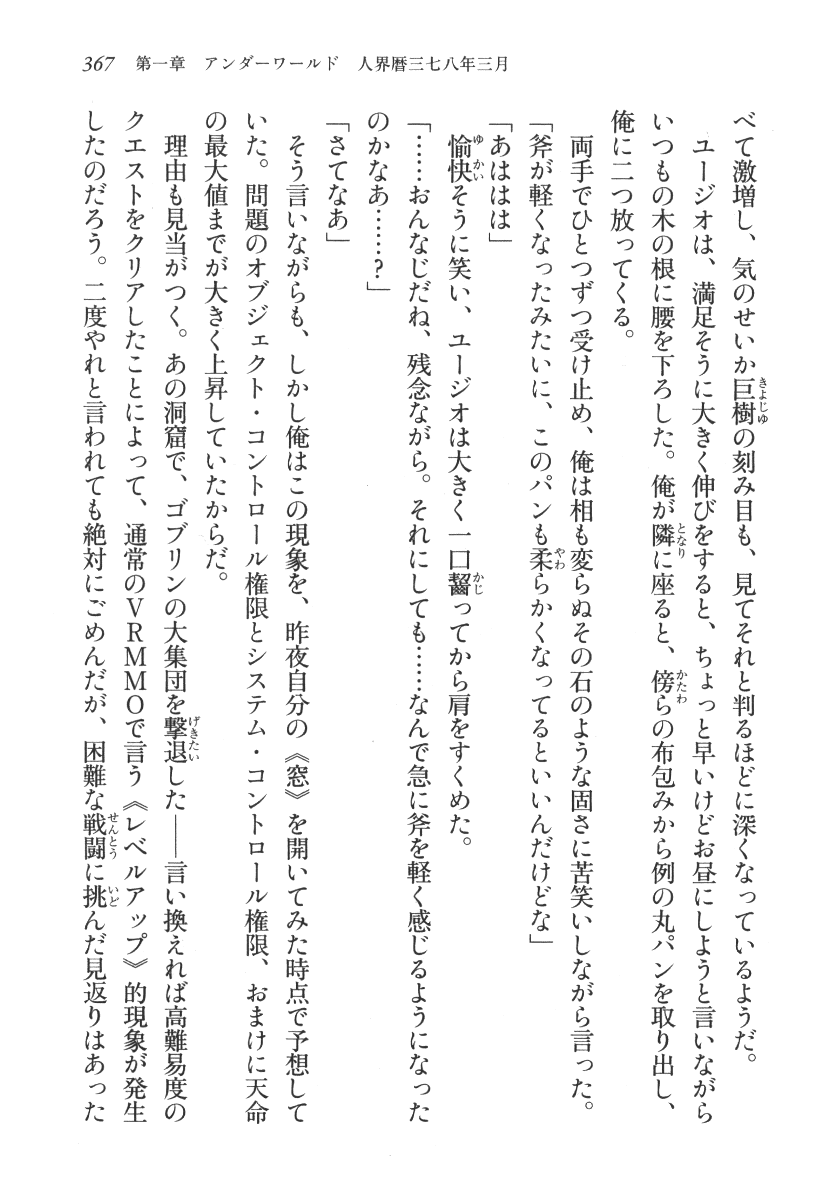 367　第一章　アンダーワールド　人界暦三七八年三月
べて激増し、気のせいか巨樹の刻み目も、見てそれと判るほどに深くなっているようだ。
　ユージオは、満足そうに大きく伸びをすると、ちょっと早いけどお昼にしようと言いながら
いつもの木の根に腰を下ろした。俺が隣に座ると、傍らの布包みから例の丸パンを取り出し、
俺に二つ放ってくる。
　両手でひとつずつ受け止め、俺は相も変らぬその石のような固さに苦笑いしながら言った。
「斧が軽くなったみたいに、このパンも柔らかくなってるといいんだけどな」
「あははは」
　愉快そうに笑い、ユージオは大きく一口齧ってから肩をすくめた。
「……おんなじだね、残念ながら。それにしても……なんで急に斧を軽く感じるようになった
のかなあ……？」
「さてなあ」
　そう言いながらも、しかし俺はこの現象を、昨夜自分の《窓》を開いてみた時点で予想して
いた。問題のオブジェクト・コントロール権限とシステム・コントロール権限、おまけに天命
の最大値までが大きく上昇していたからだ。
　理由も見当がつく。あの洞窟で、ゴブリンの大集団を撃退した――言い換えれば高難易度の
クエストをクリアしたことによって、通常のＶＲＭＭＯで言う《レベルアップ》的現象が発生
したのだろう。二度やれと言われても絶対にごめんだが、困難な戦闘に挑んだ見返りはあった